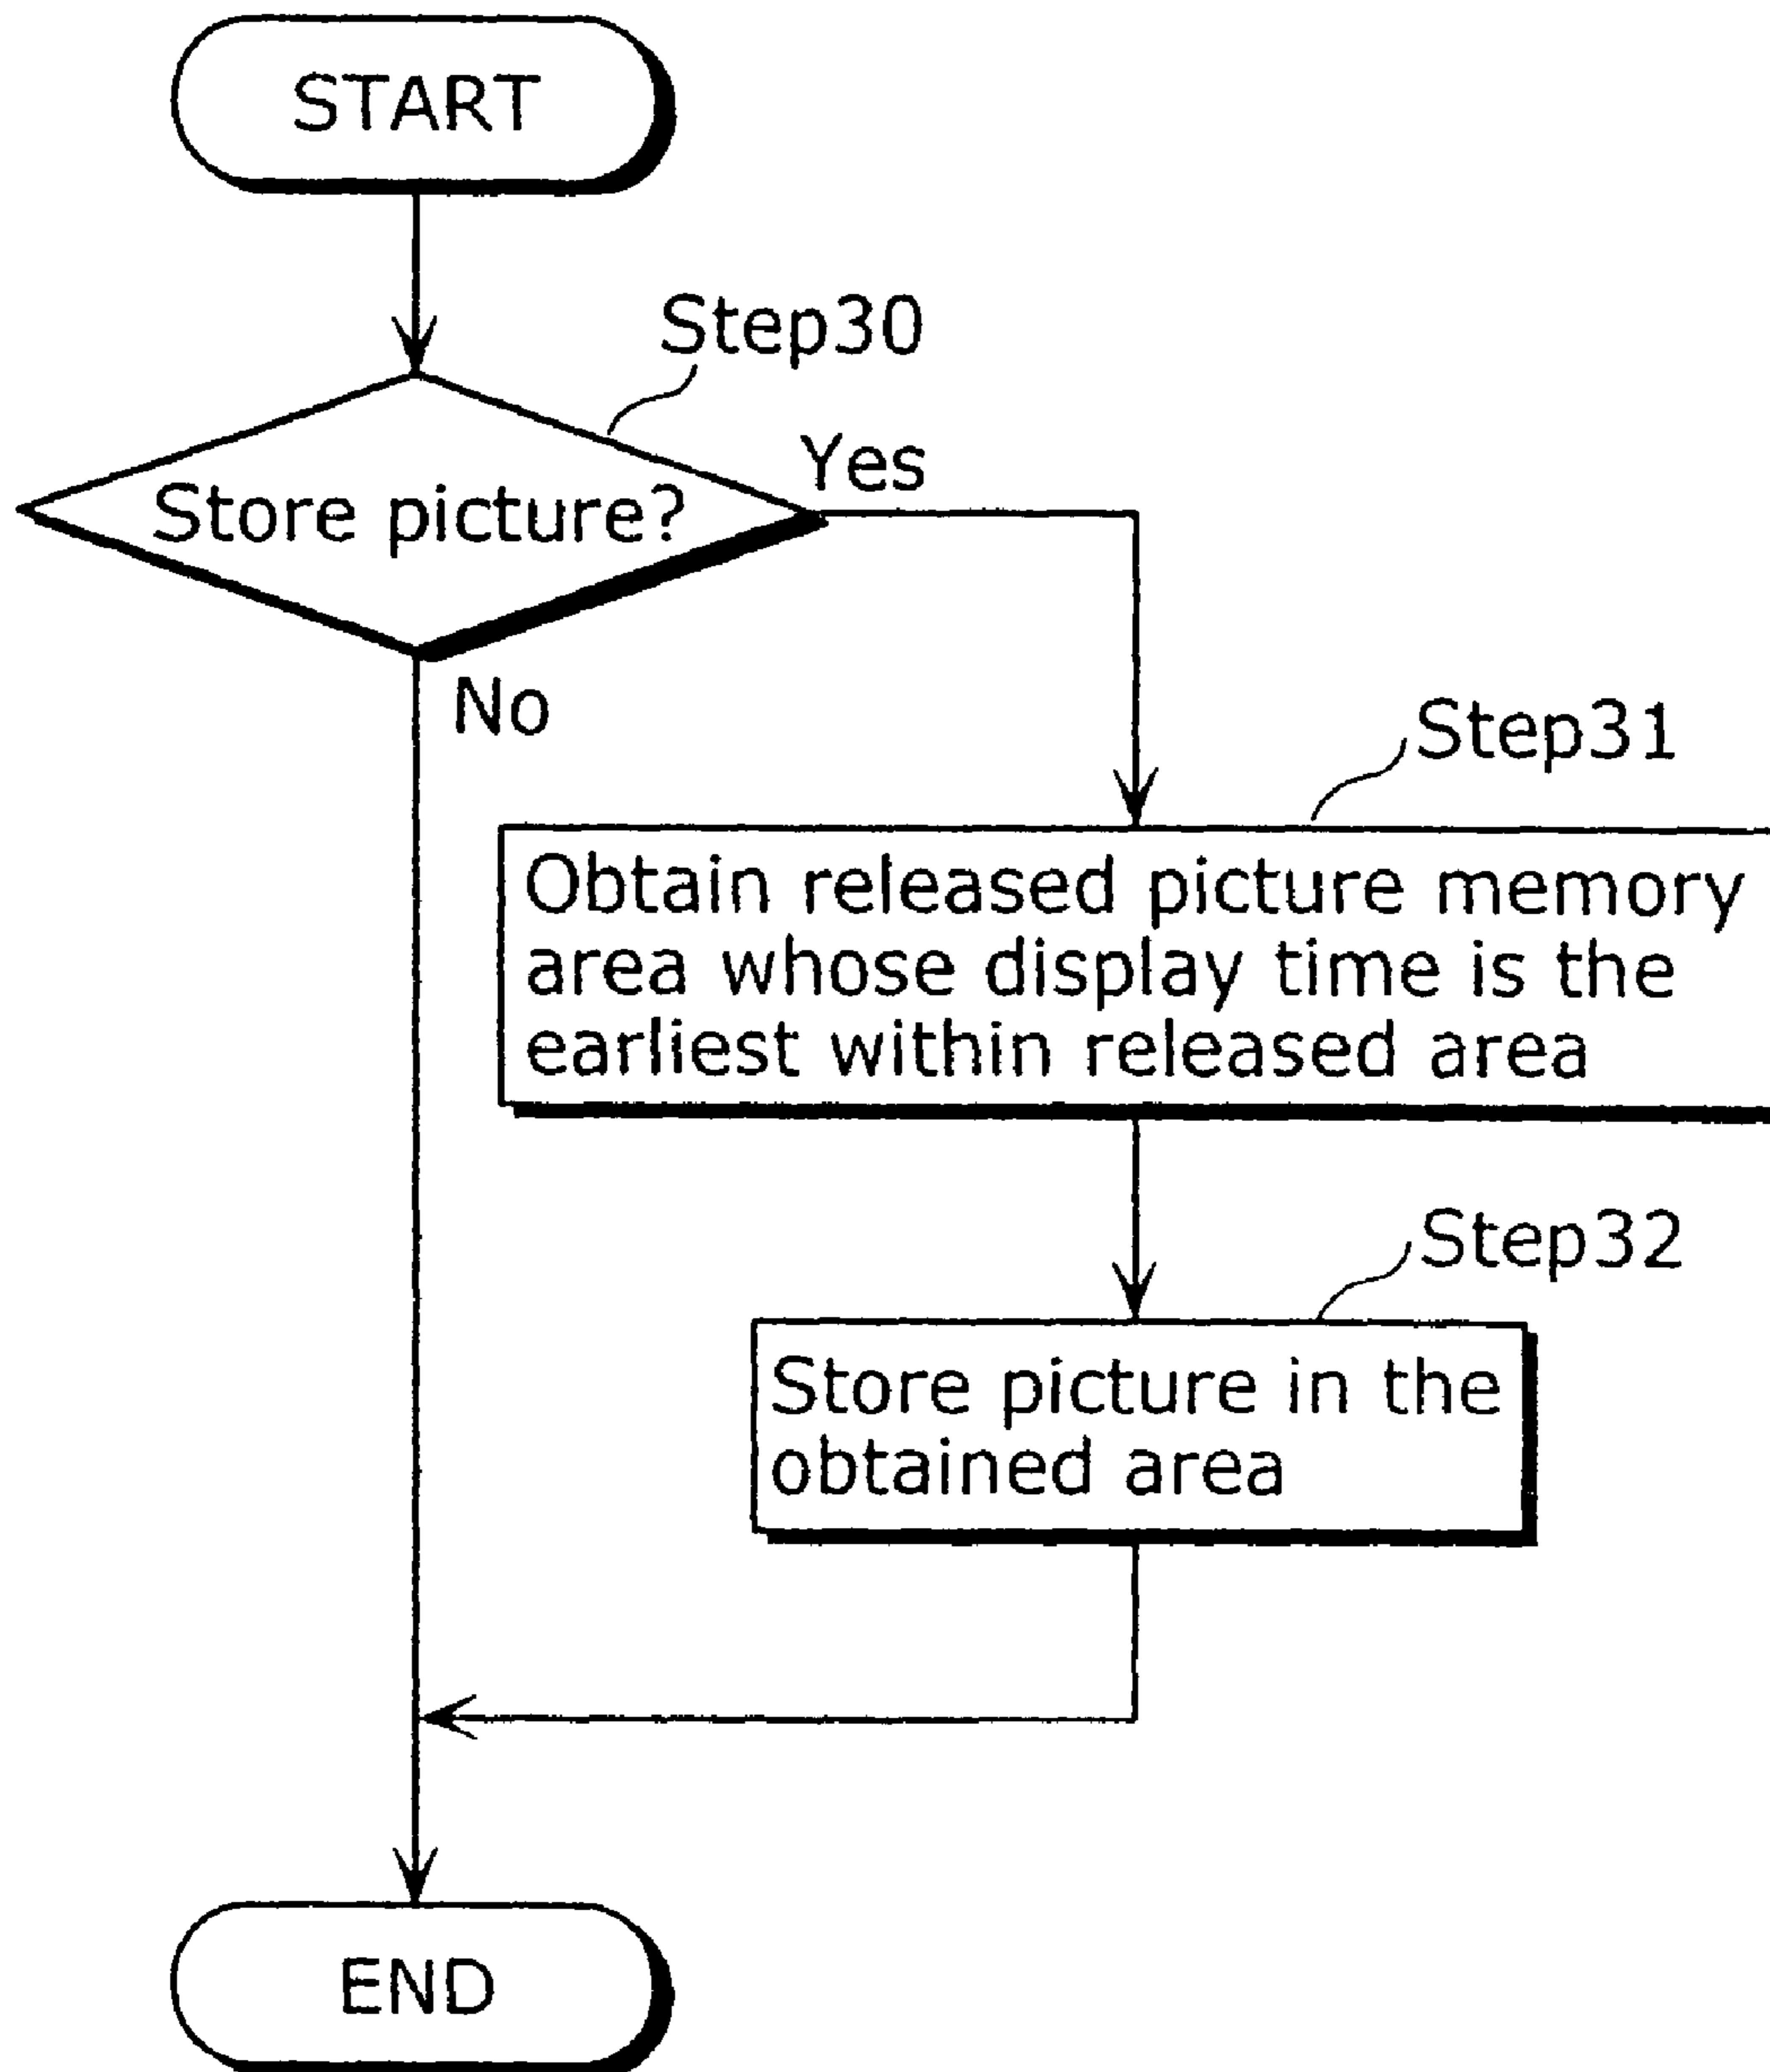 START
Step30
Yes
Store picture?
No
Step31
Obtain released picture memory
area whose display time is the
earliest within released area
Step32
Store picture in the
obtained area
END